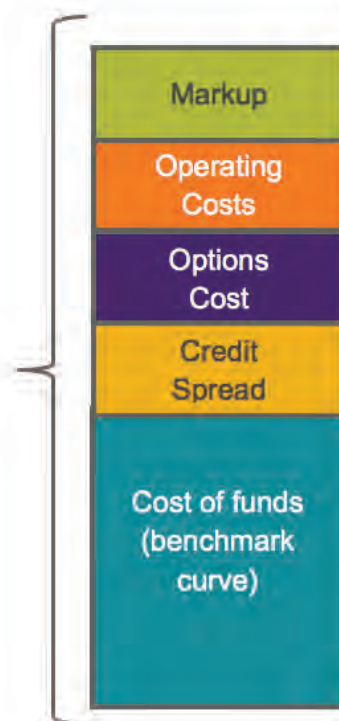 Markup
Operating
Costs
Options
Cost
Credit
Spread
Cost of funds
(benchmark
curve)